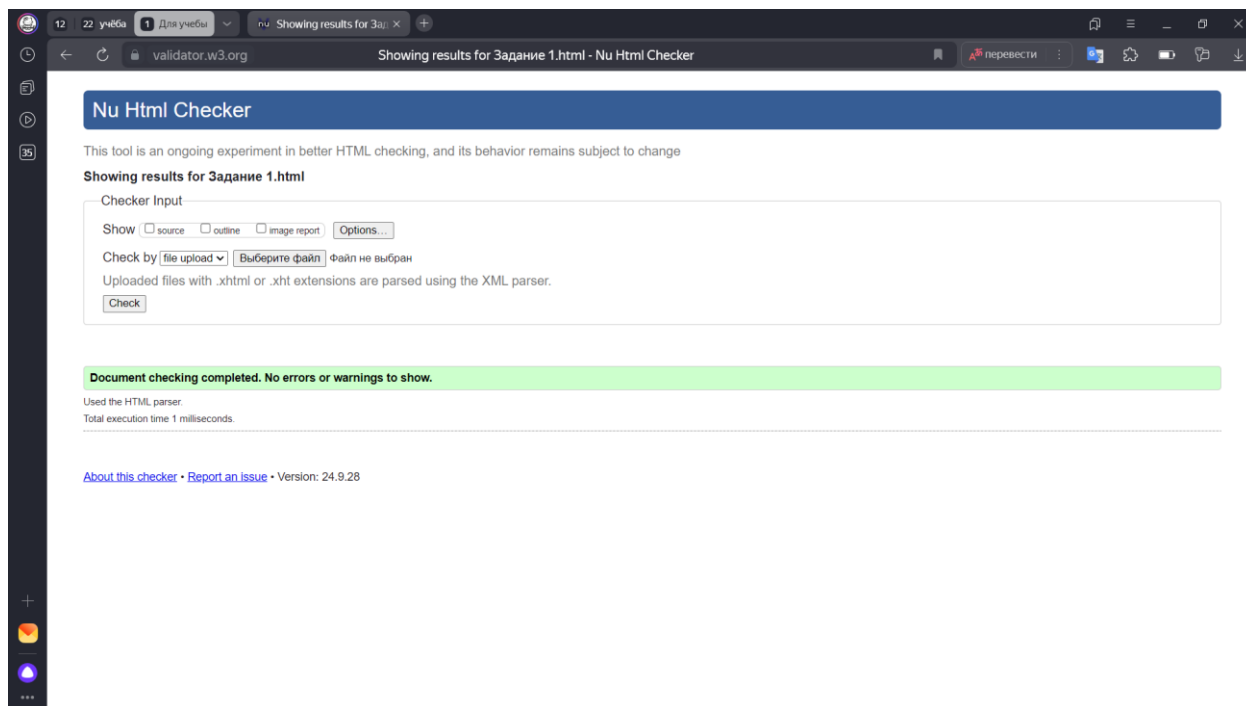 12 22 учёба 1 Для учебы Showing results for Зад
validator.w3.org Showing results for Задание 1.html - Nu Html Checker перевести
35
Nu Html Checker
This tool is an ongoing experiment in better HTML checking, and its behavior remains subject to change
Showing results for Задание 1.html
Checker Input
Show source outline image report Options...
Check by file upload Выберите файл Файл не выбран
Uploaded files with .xhtml or .xht extensions are parsed using the XML parser.
Check
Document checking completed. No errors or warnings to show.
Used the HTML parser.
Total execution time 1 milliseconds.
About this checker • Report an issue • Version: 24.9.28